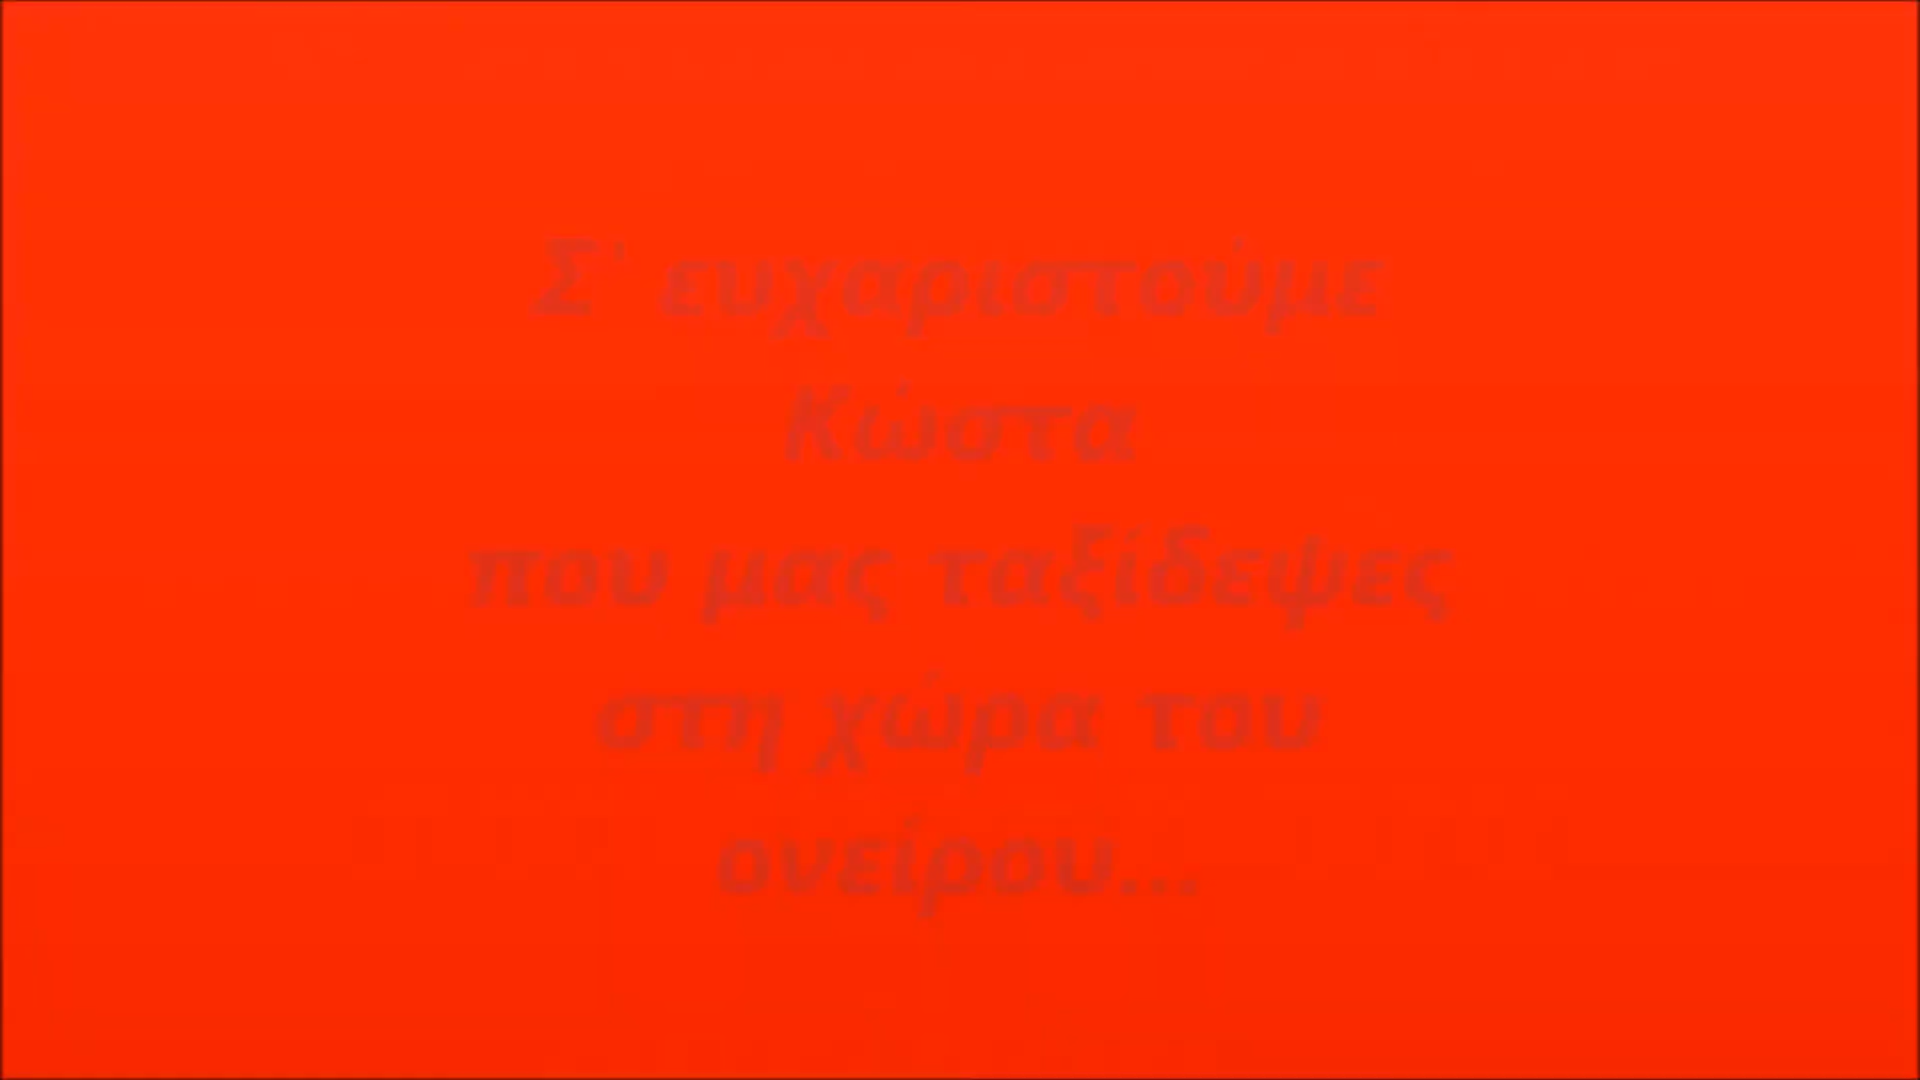 Σ' ευχαριστούμε
Κώστα
που μας ταξίδεψες
στη χώρα του
ονείρου...